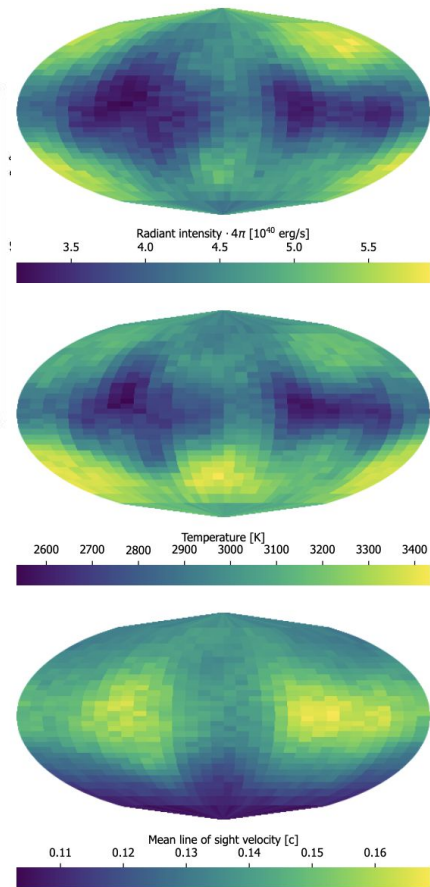 Radiant intensity · 4π [10⁴⁰ erg/s]
3.5 4.0 4.5 5.0 5.5
Temperature [K]
2600 2700 2800 2900 3000 3100 3200 3300 3400
Mean line of sight velocity [c]
0.11 0.12 0.13 0.14 0.15 0.16